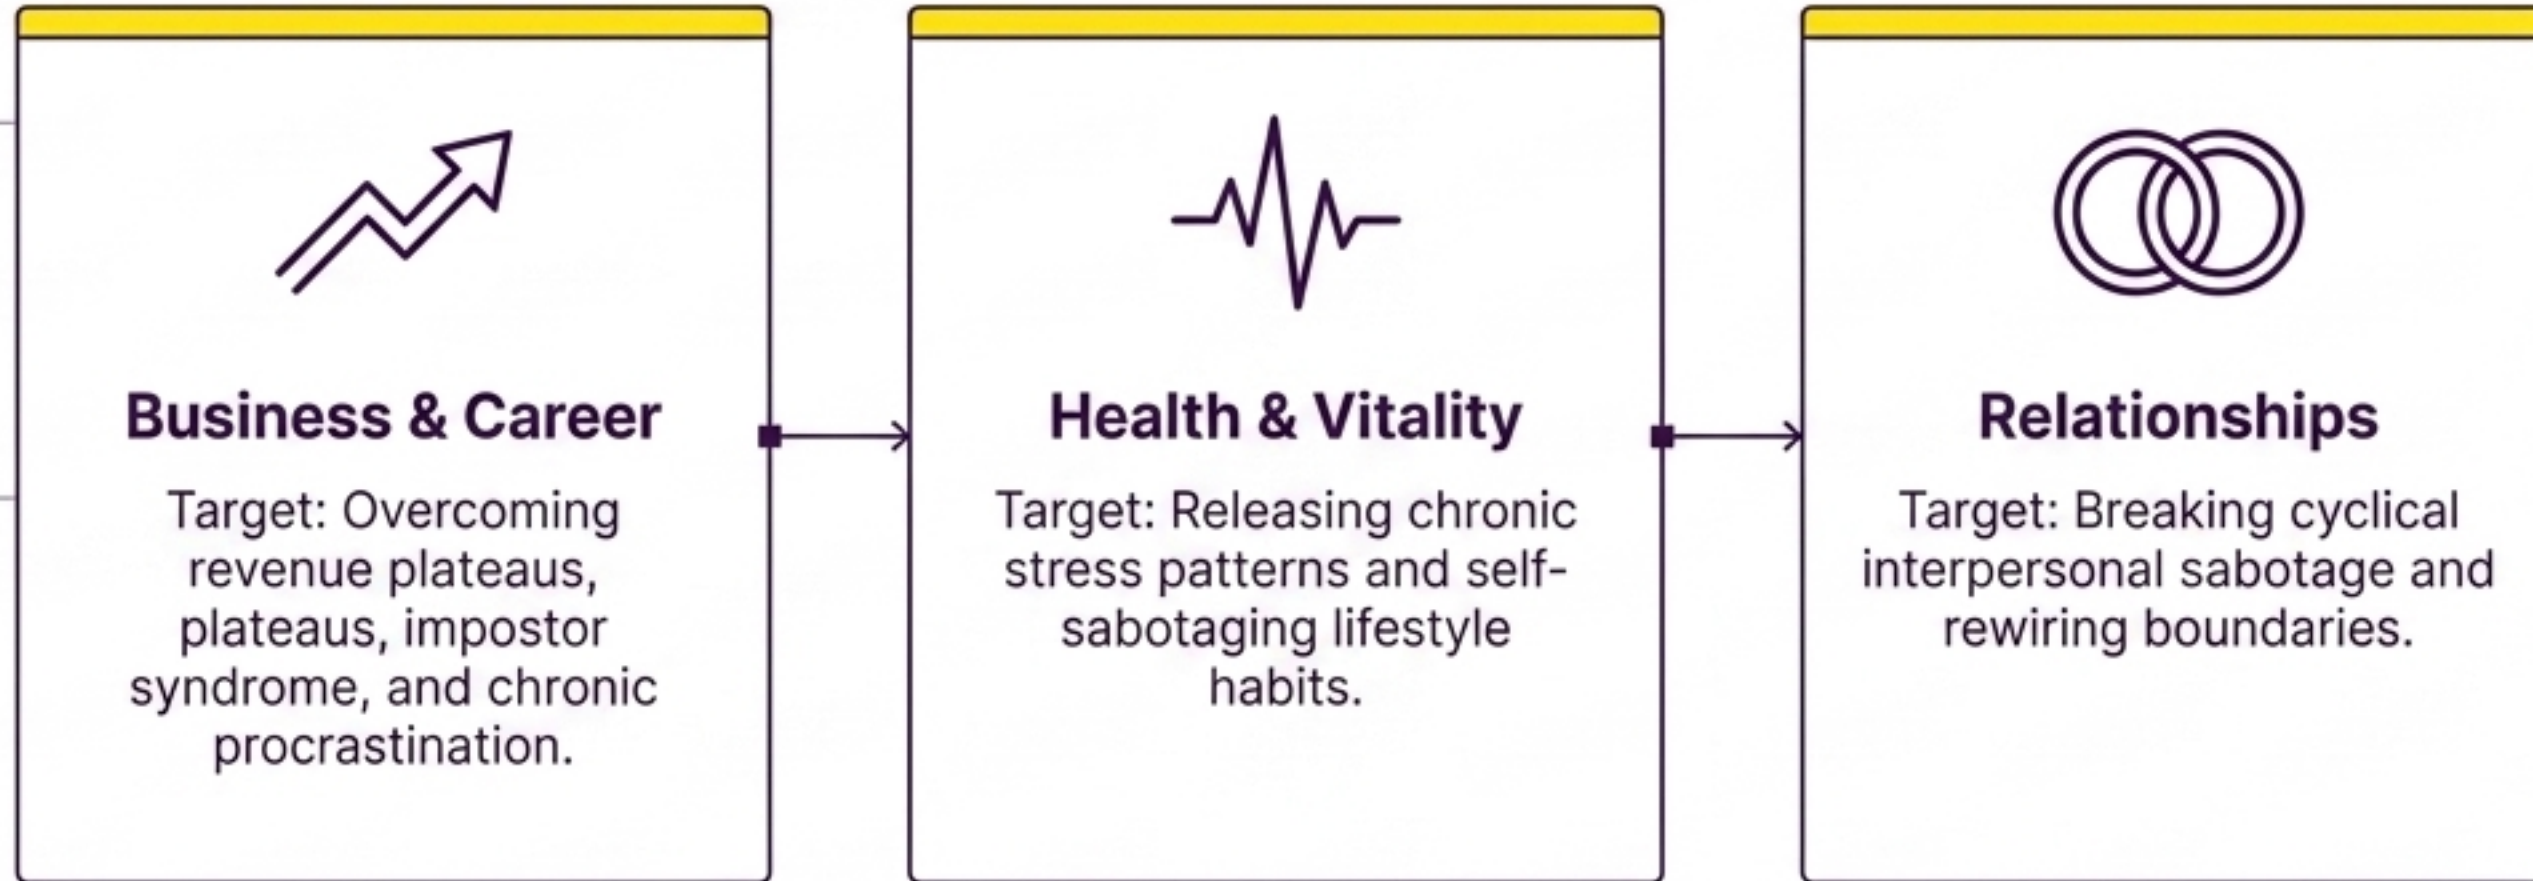 Business & Career
Target: Overcoming
revenue plateaus,
plateaus, impostor
syndrome, and chronic
procrastination.
Health & Vitality
Target: Releasing chronic
stress patterns and self-
sabotaging lifestyle
habits.
Relationships
Target: Breaking cyclical
interpersonal sabotage and
rewiring boundaries.